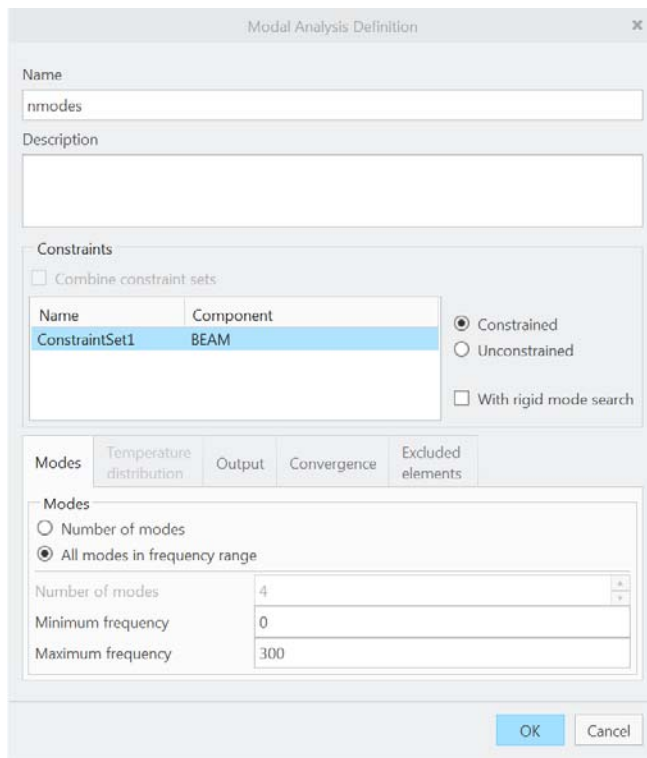 Modal Analysis Definition
Name
nmodes
Description
Constraints
Combine constraint sets
Name Component
ConstraintSet1 BEAM
Constrained
Unconstrained
With rigid mode search
Modes Temperature distribution Output Convergence Excluded elements
Modes
Number of modes
All modes in frequency range
Number of modes 4
Minimum frequency 0
Maximum frequency 300
OK Cancel